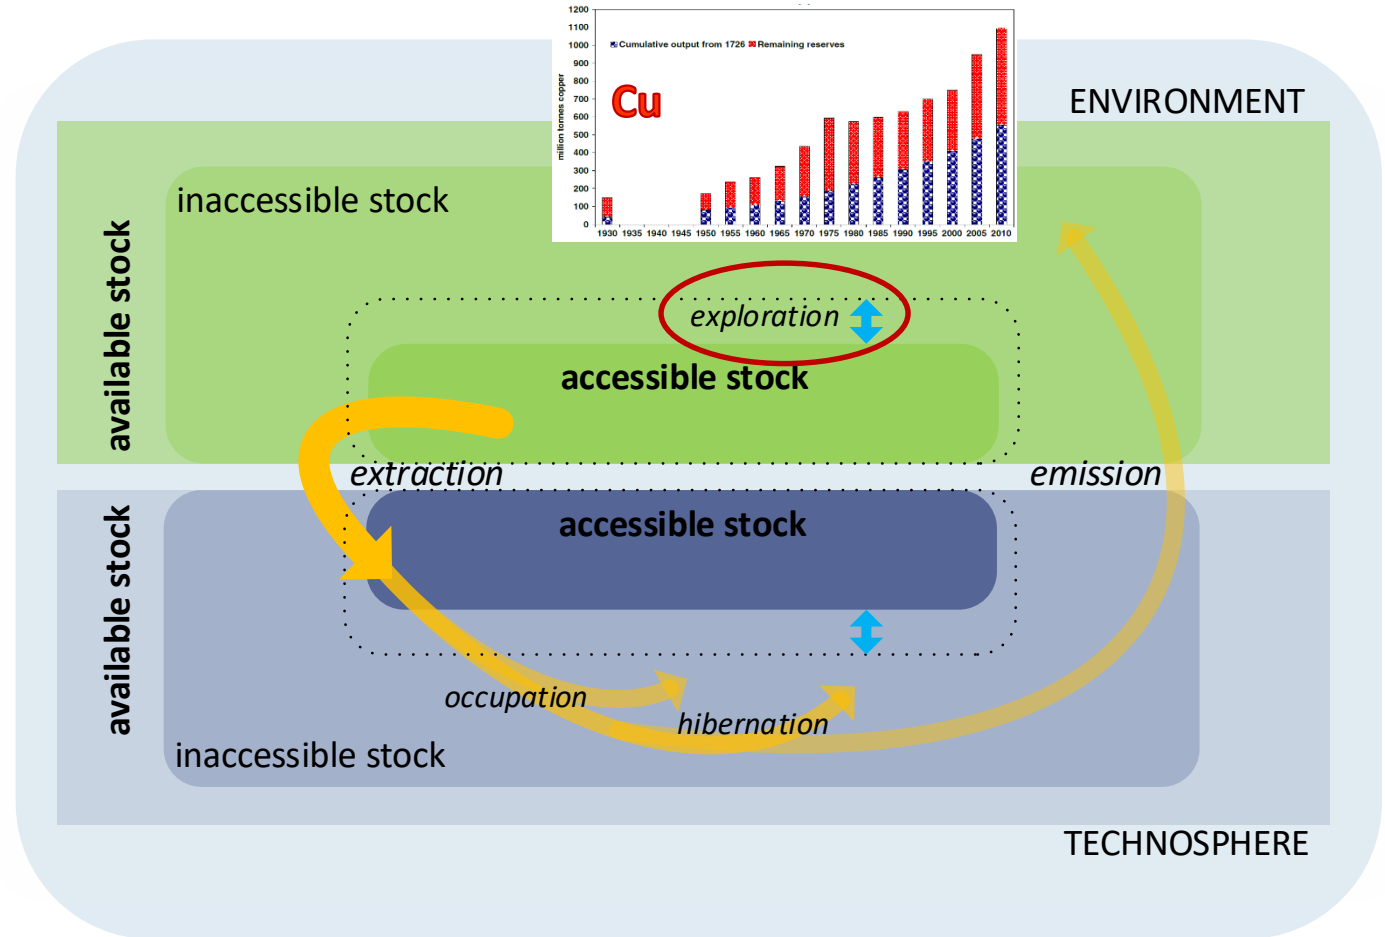 1200
1100
1000
900
800
700
600
500
400
300
200
100
0
million tonnes copper
Cumulative output from 1726 Remaining reserves
Cu
1930 1935 1940 1945 1950 1955 1960 1965 1970 1975 1980 1985 1990 1995 2000 2005 2010
ENVIRONMENT
inaccessible stock
available stock
exploration
accessible stock
extraction
emission
accessible stock
available stock
occupation
hibernation
inaccessible stock
TECHNOSPHERE